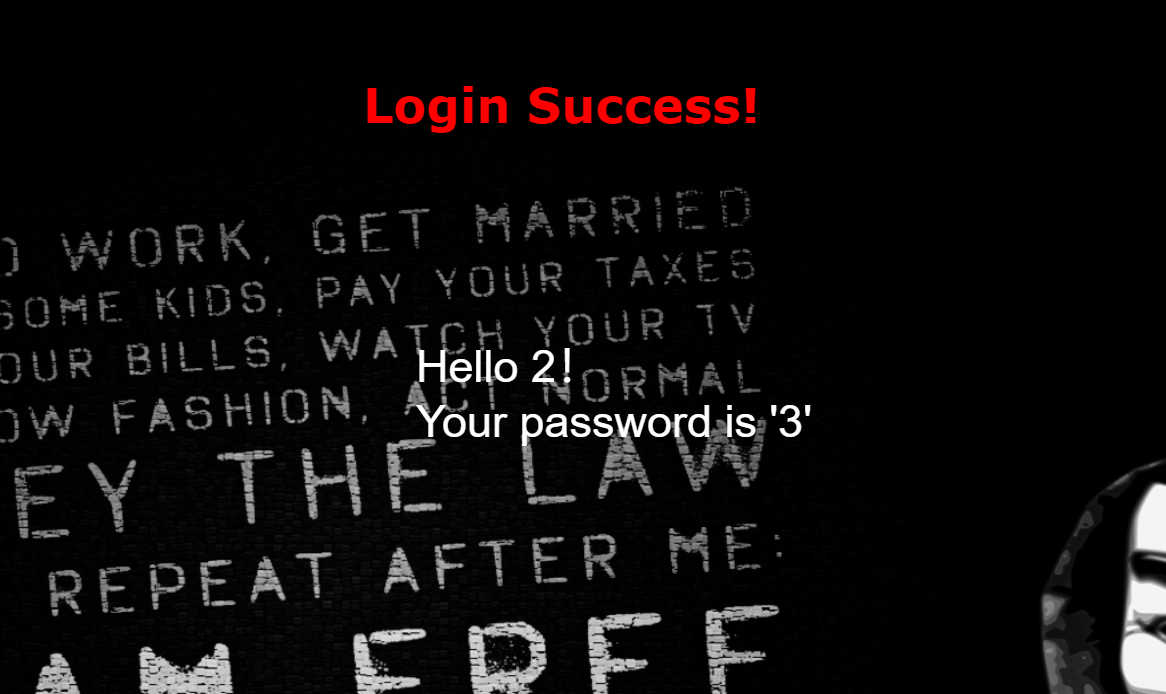 Login Success!
WORK, GET MARRIED
SOME KIDS, PAY YOUR TAXES
OUR BILLS, WATCH YOUR TV
Hello 2!
OW FASHION, ACT NORMAL
Your password is '3'
EY THE LAW
REPEAT AFTER ME:
AM FREE